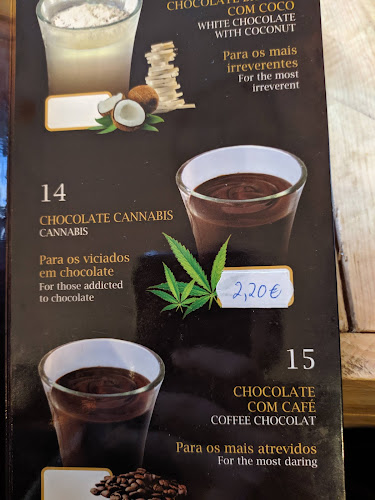 CHOCOLATE
COM COCO
WHITE CHOCOLATE
WITH COCONUT
Para os mais
irreverentes
For the most
irreverent
14
CHOCOLATE CANNABIS
CANNABIS
Para os viciados
em chocolate
For those addicted
to chocolate
2,20€
15
CHOCOLATE
COM CAFÉ
COFFEE CHOCOLAT
Para os mais atrevidos
For the most daring